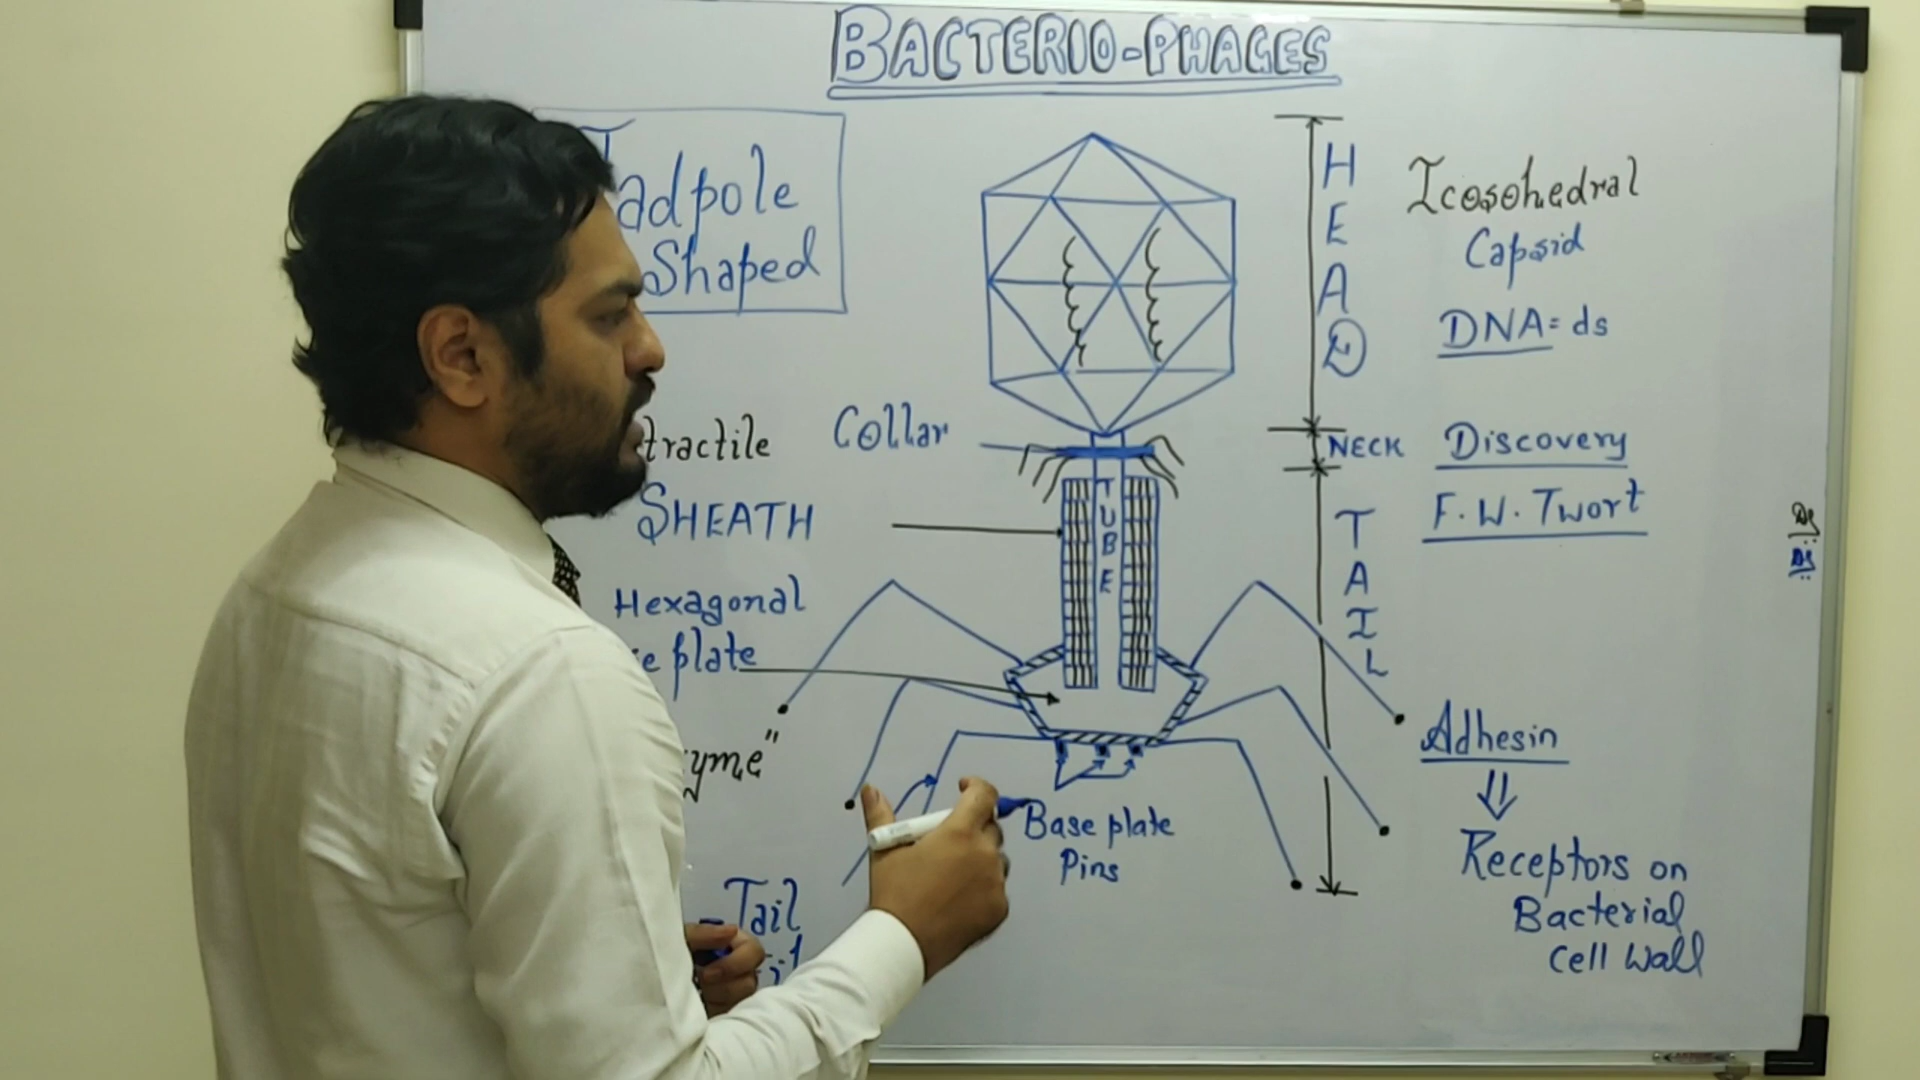 BACTERIO-PHAGES
Tadpole
Shaped
HEAD
Icosohedral
Capsid
DNA = ds
tractile
SHEATH
Collar
TUBE
NECK
Discovery
F. W. Twort
TAIL
Hexagonal
e plate
yme"
Base plate
Pins
-Tail
Adhesin
Receptors on
Bacterial
Cell Wall